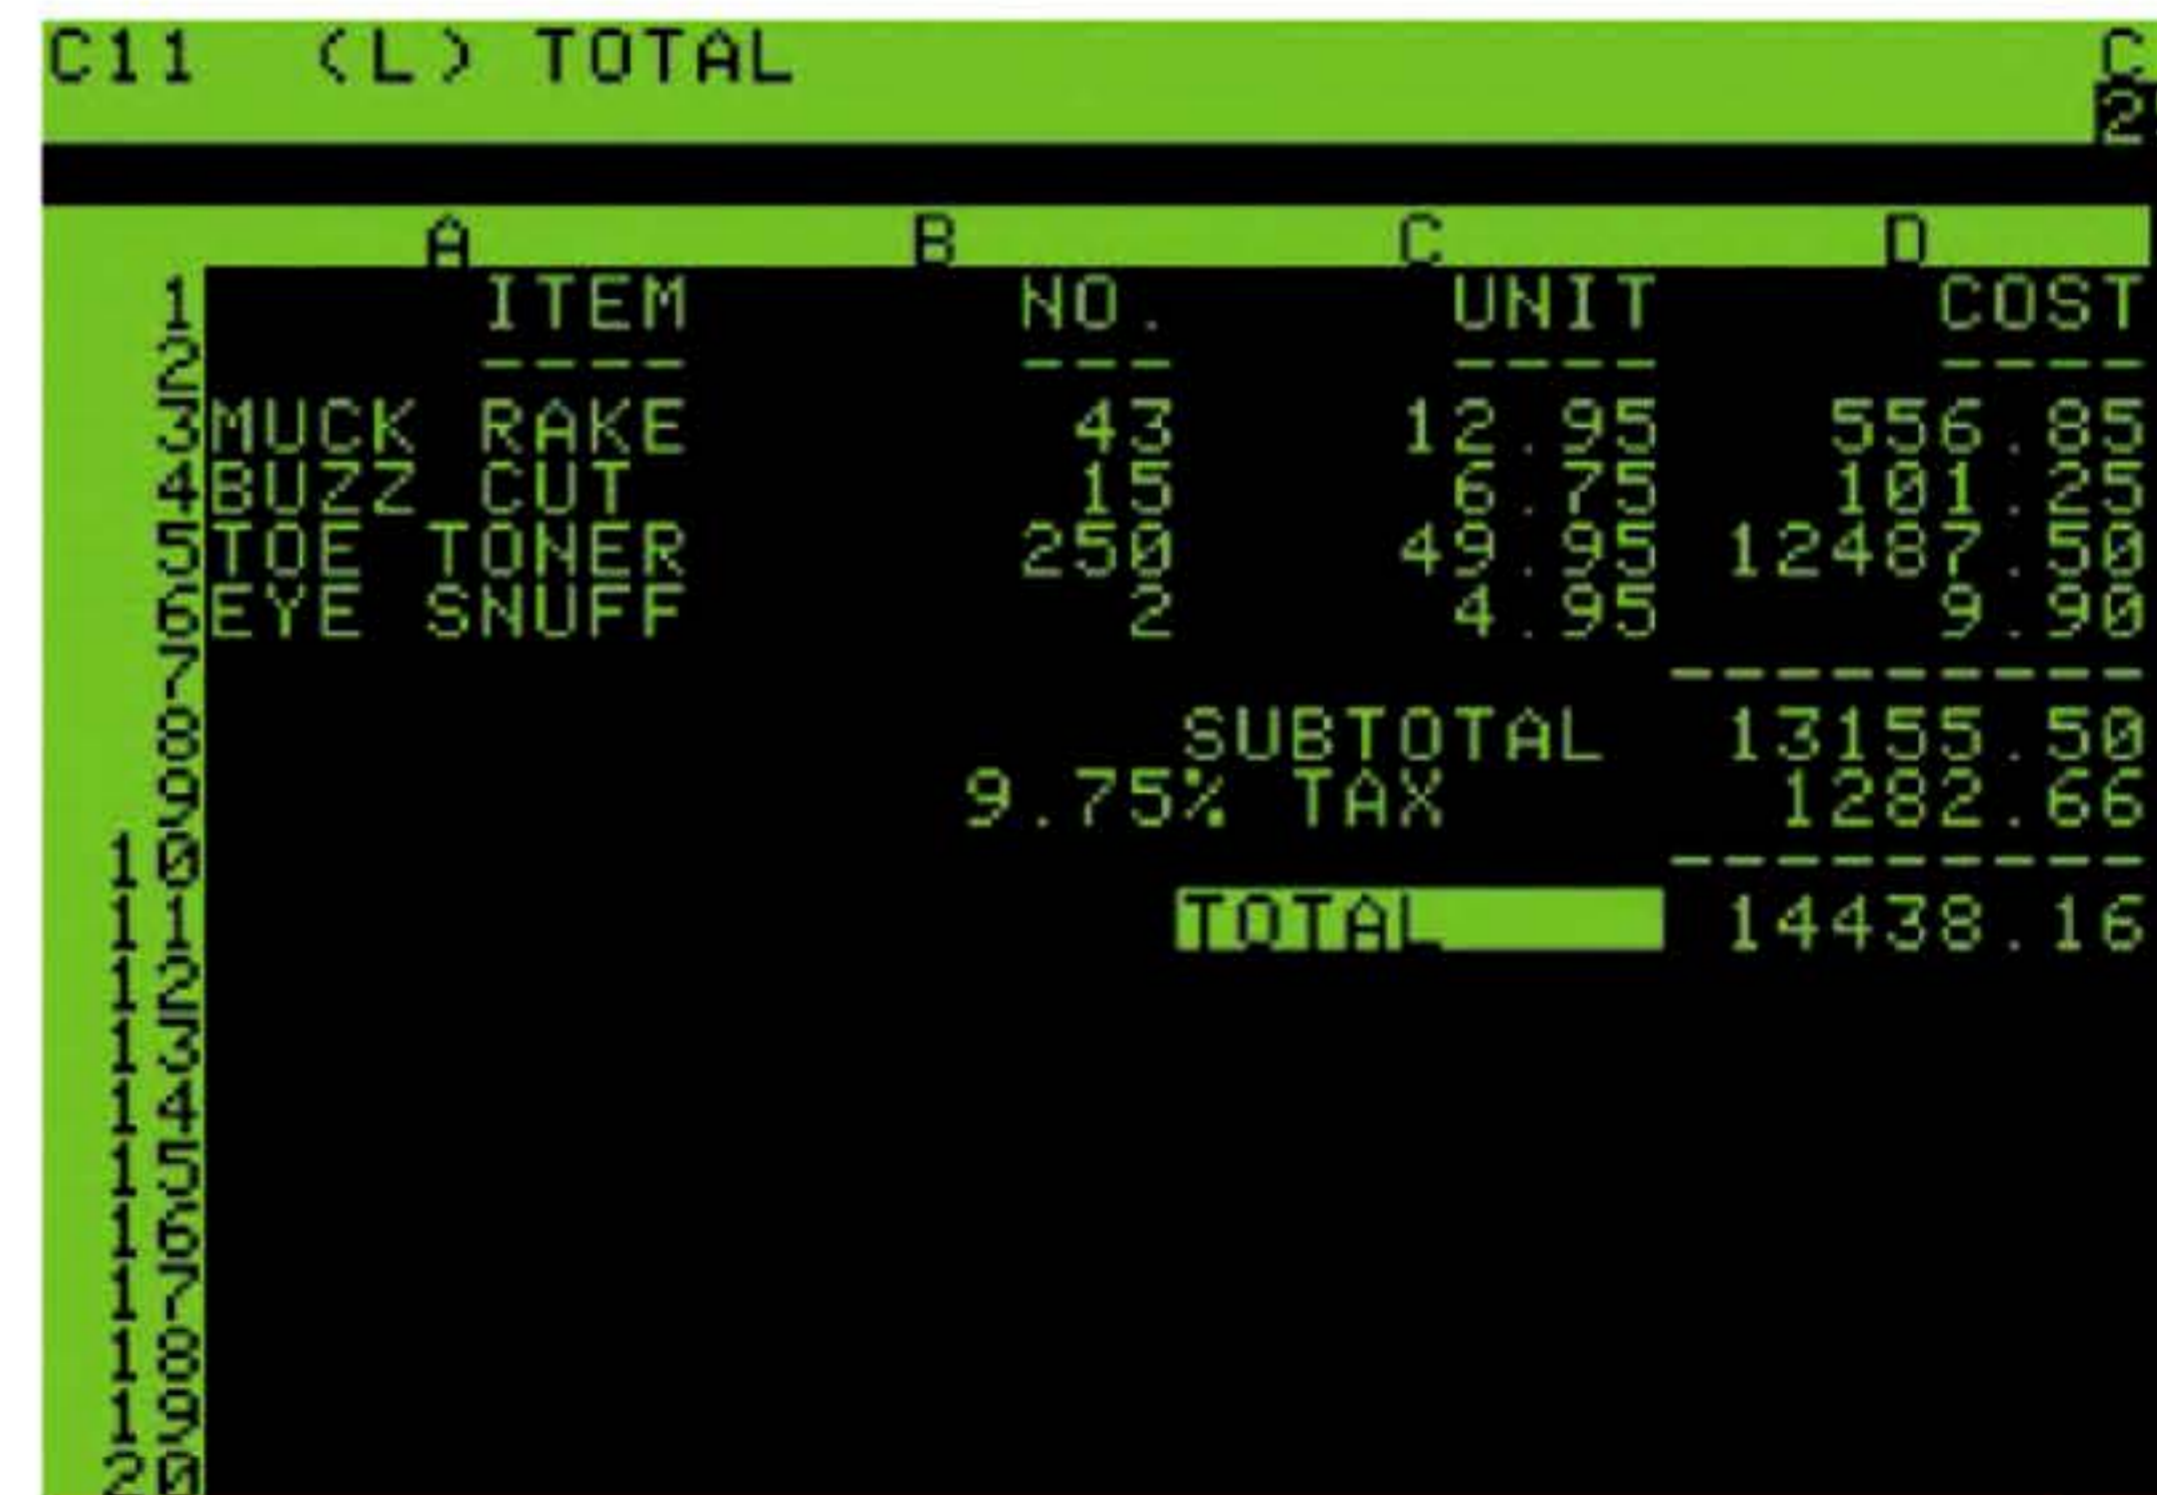 C11 (L) TOTAL C
2
A B C D
1 ITEM NO. UNIT COST
2 ---- --- ---- ----
3 MUCK RAKE 43 12.95 556.85
4 BUZZ CUT 15 6.75 101.25
5 TOE TONER 250 49.95 12487.50
6 EYE SNUFF 2 4.95 9.90
7 ---------
8 SUBTOTAL 13155.50
9 9.75% TAX 1282.66
10 ---------
11 TOTAL 14438.16
12
13
14
15
16
17
18
19
20